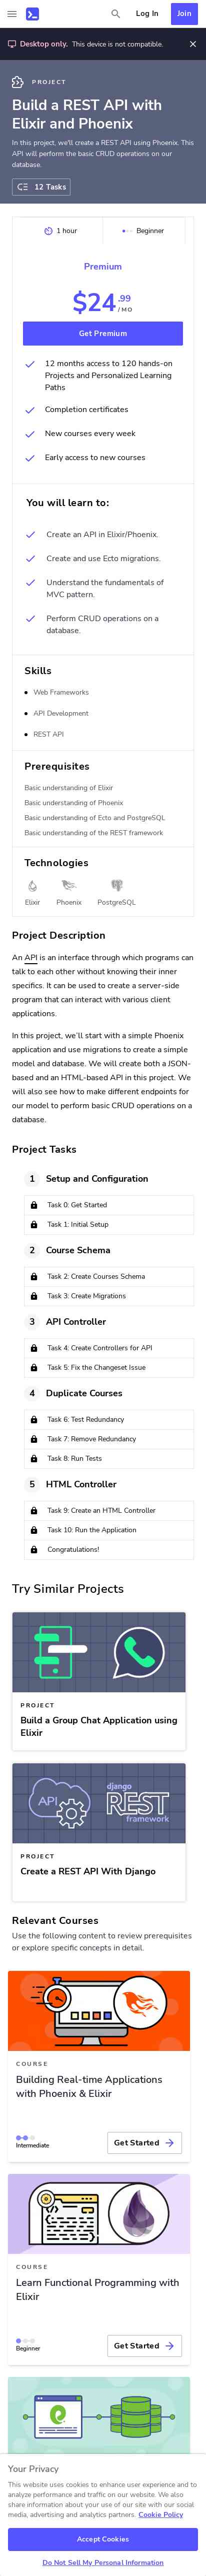 Log In
Join
Desktop only. This device is not compatible.
PROJECT
Build a REST API with
Elixir and Phoenix
In this project, we'll create a REST API using Phoenix. This
API will perform the basic CRUD operations on our
database.
12 Tasks
1 hour
Beginner
Premium
$24.99
/MO
Get Premium
12 months access to 120 hands-on
Projects and Personalized Learning
Paths
Completion certificates
New courses every week
Early access to new courses
You will learn to:
Create an API in Elixir/Phoenix.
Create and use Ecto migrations.
Understand the fundamentals of
MVC pattern.
Perform CRUD operations on a
database.
Skills
Web Frameworks
API Development
REST API
Prerequisites
Basic understanding of Elixir
Basic understanding of Phoenix
Basic understanding of Ecto and PostgreSQL
Basic understanding of the REST framework
Technologies
Elixir
Phoenix
PostgreSQL
Project Description
An API is an interface through which programs can
talk to each other without knowing their inner
specifics. It can be used to create a server-side
program that can interact with various client
applications.
In this project, we'll start with a simple Phoenix
application and use migrations to create a simple
model and database. We will create both a JSON-
based and an HTML-based API in this project. We
will also see how to make different endpoints for
our model to perform basic CRUD operations on a
database.
Project Tasks
1 Setup and Configuration
Task 0: Get Started
Task 1: Initial Setup
2 Course Schema
Task 2: Create Courses Schema
Task 3: Create Migrations
3 API Controller
Task 4: Create Controllers for API
Task 5: Fix the Changeset Issue
4 Duplicate Courses
Task 6: Test Redundancy
Task 7: Remove Redundancy
Task 8: Run Tests
5 HTML Controller
Task 9: Create an HTML Controller
Task 10: Run the Application
Congratulations!
Try Similar Projects
PROJECT
Build a Group Chat Application using
Elixir
API
django
REST
framework
PROJECT
Create a REST API With Django
Relevant Courses
Use the following content to review prerequisites
or explore specific concepts in detail.
COURSE
Building Real-time Applications
with Phoenix & Elixir
Intermediate
Get Started
COURSE
Learn Functional Programming with
Elixir
Beginner
Get Started
Your Privacy
This website uses cookies to enhance user experience and to
analyze performance and traffic on our website. We may also
share information about your use of our site with our social
media, advertising and analytics partners. Cookie Policy
Accept Cookies
Do Not Sell My Personal Information